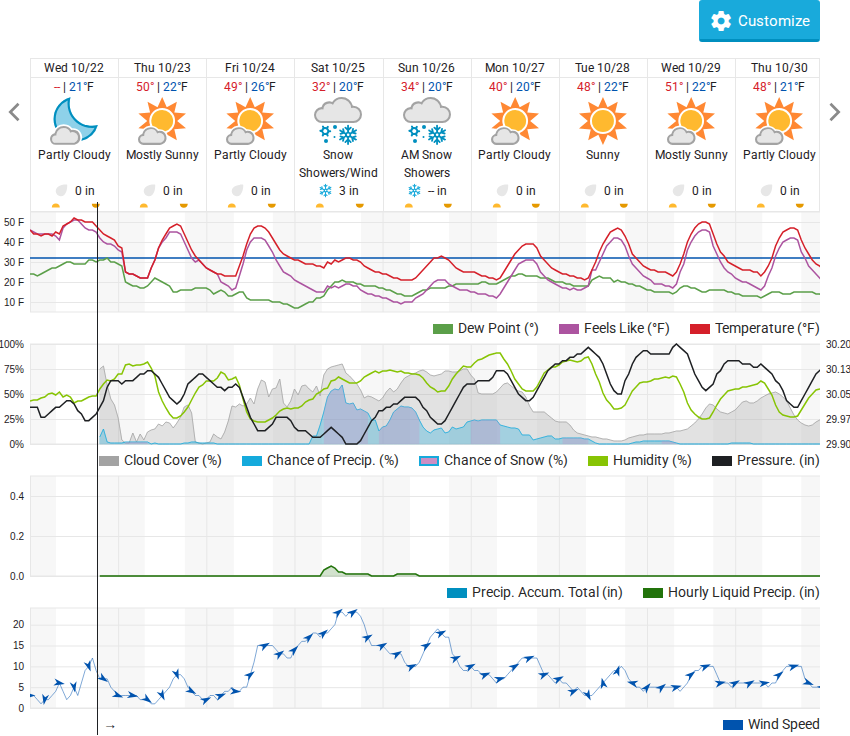 Customize
Wed 10/22 Thu 10/23 Fri 10/24 Sat 10/25 Sun 10/26 Mon 10/27 Tue 10/28 Wed 10/29 Thu 10/30
-- | 21°F 50° | 22°F 49° | 26°F 32° | 20°F 34° | 20°F 40° | 20°F 48° | 22°F 51° | 22°F 48° | 21°F
Partly Cloudy Mostly Sunny Partly Cloudy Snow AM Snow Partly Cloudy Sunny Mostly Sunny Partly Cloudy
Showers/Wind Showers
0 in 0 in 0 in 3 in -- in 0 in 0 in 0 in 0 in
50 F
40 F
30 F
20 F
10 F
Dew Point (°) Feels Like (°F) Temperature (°F)
100% 30.20
75% 30.13
50% 30.05
25% 29.97
0% 29.90
Cloud Cover (%) Chance of Precip. (%) Chance of Snow (%) Humidity (%) Pressure. (in)
0.4
0.2
0.0
Precip. Accum. Total (in) Hourly Liquid Precip. (in)
20
15
10
5
0
→
Wind Speed